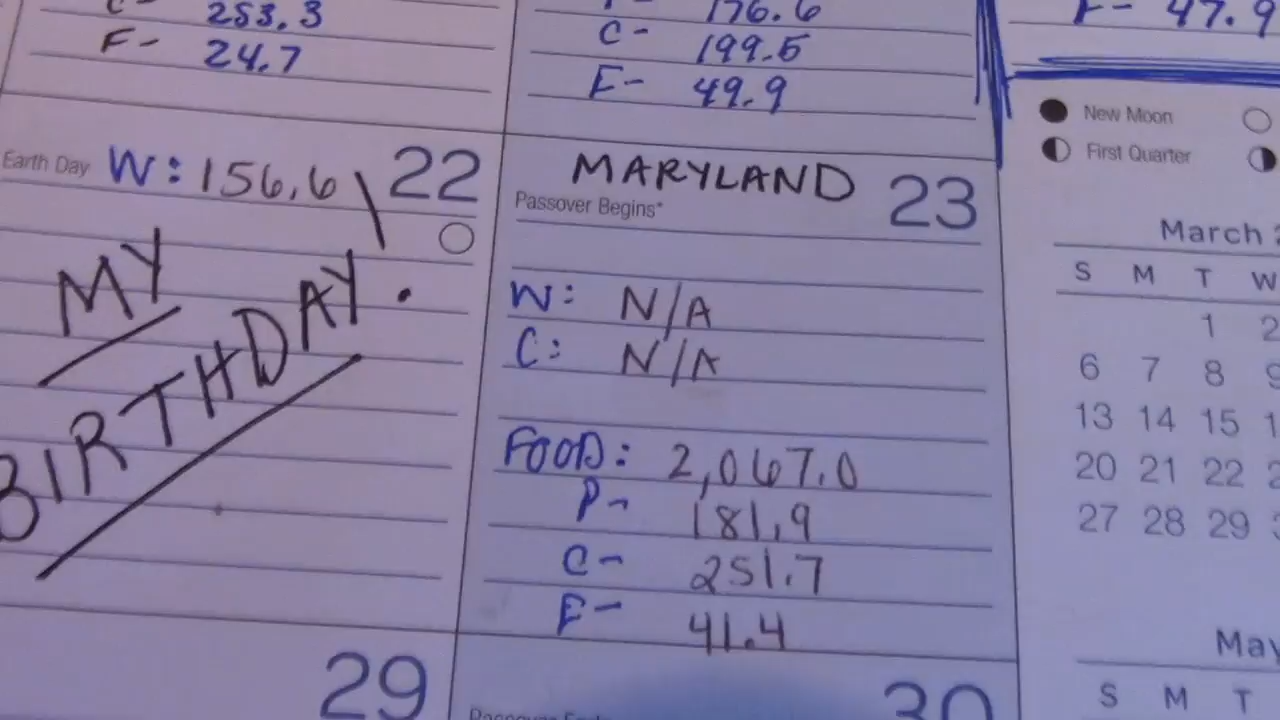 253.3
F- 24.7
176.6
C- 199.5
F- 49.9
F- 47.9
New Moon
First Quarter
Earth Day W: 156.6 22
MY
BIRTHDAY.
MARYLAND 23
Passover Begins*
W: N/A
C: N/A
FOOD: 2,067.0
P- 181.9
C- 251.7
F- 41.4
29
30
March
S M T W
1 2
6 7 8 9
13 14 15
20 21 22
27 28 29
May
S M T